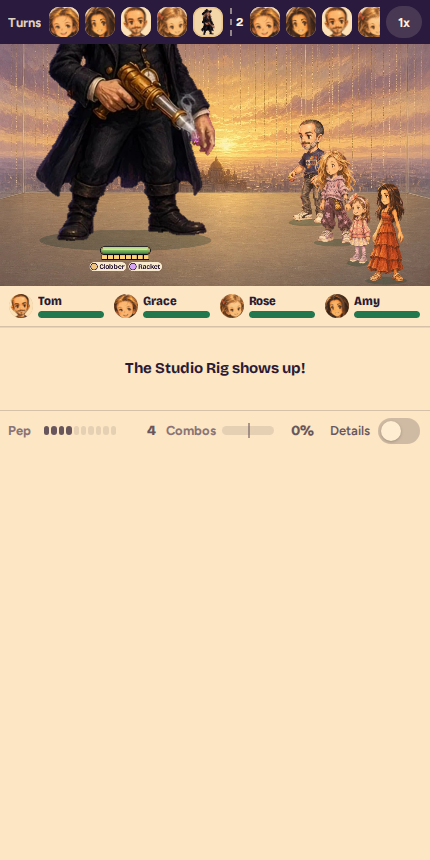 Turns
2
1x
Clobber Racket
Tom
Grace
Rose
Amy
The Studio Rig shows up!
Pep 4 Combos 0% Details